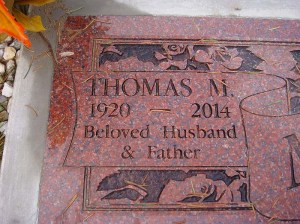 THOMAS M.
1920 — 2014
Beloved Husband
& Father